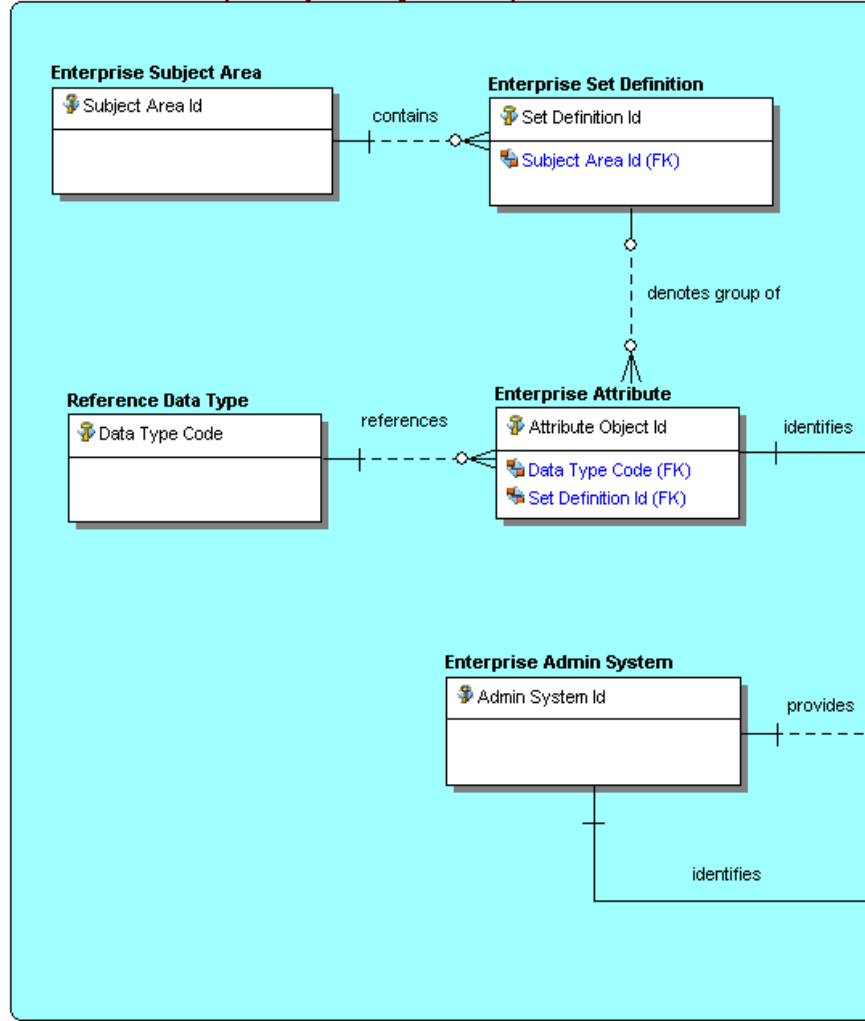 Enterprise Subject Area
Subject Area Id
contains
Enterprise Set Definition
Set Definition Id
Subject Area Id (FK)
denotes group of
Reference Data Type
Data Type Code
references
Enterprise Attribute
Attribute Object Id
Data Type Code (FK)
Set Definition Id (FK)
identifies
Enterprise Admin System
Admin System Id
provides
identifies